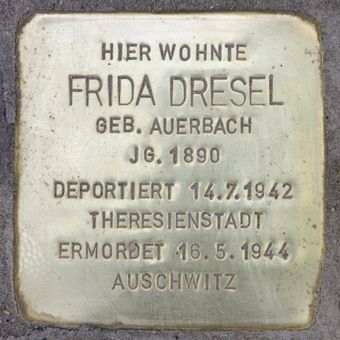 HIER WOHNTE
FRIDA DRESEL
GEB. AUERBACH
JG. 1890
DEPORTIERT 14.7.1942
THERESIENSTADT
ERMORDET 16.5.1944
AUSCHWITZ